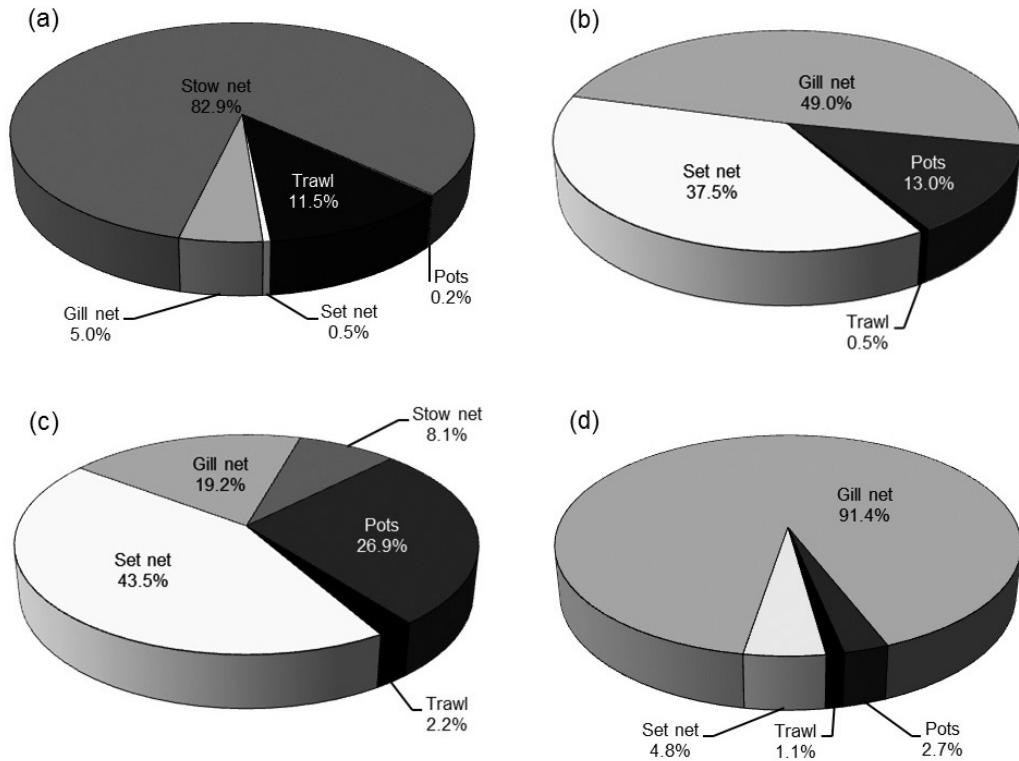 (a)
Stow net
82.9%
Trawl
11.5%
Pots
0.2%
Set net
0.5%
Gill net
5.0%
(b)
Gill net
49.0%
Pots
13.0%
Set net
37.5%
Trawl
0.5%
(c)
Stow net
8.1%
Gill net
19.2%
Pots
26.9%
Set net
43.5%
Trawl
2.2%
(d)
Gill net
91.4%
Set net
4.8%
Trawl
1.1%
Pots
2.7%